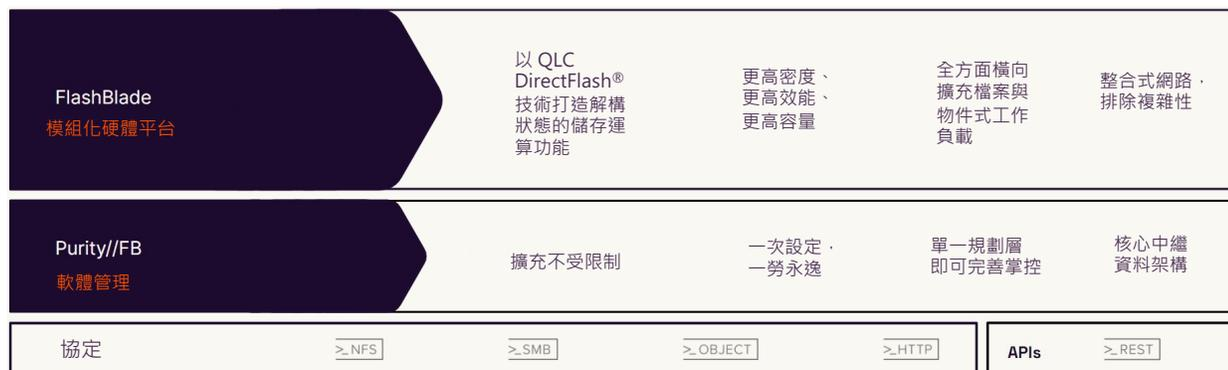 FlashBlade
模組化硬體平台
以 QLC
DirectFlash®
技術打造解構
狀態的儲存運
算功能
更高密度、
更高效能、
更高容量
全方面橫向
擴充檔案與
物件式工作
負載
整合式網路，
排除複雜性
Purity//FB
軟體管理
擴充不受限制
一次設定，
一勞永逸
單一規劃層
即可完善掌控
核心中繼
資料架構
協定
>_NFS
>_SMB
>_OBJECT
>_HTTP
APIs
>_REST